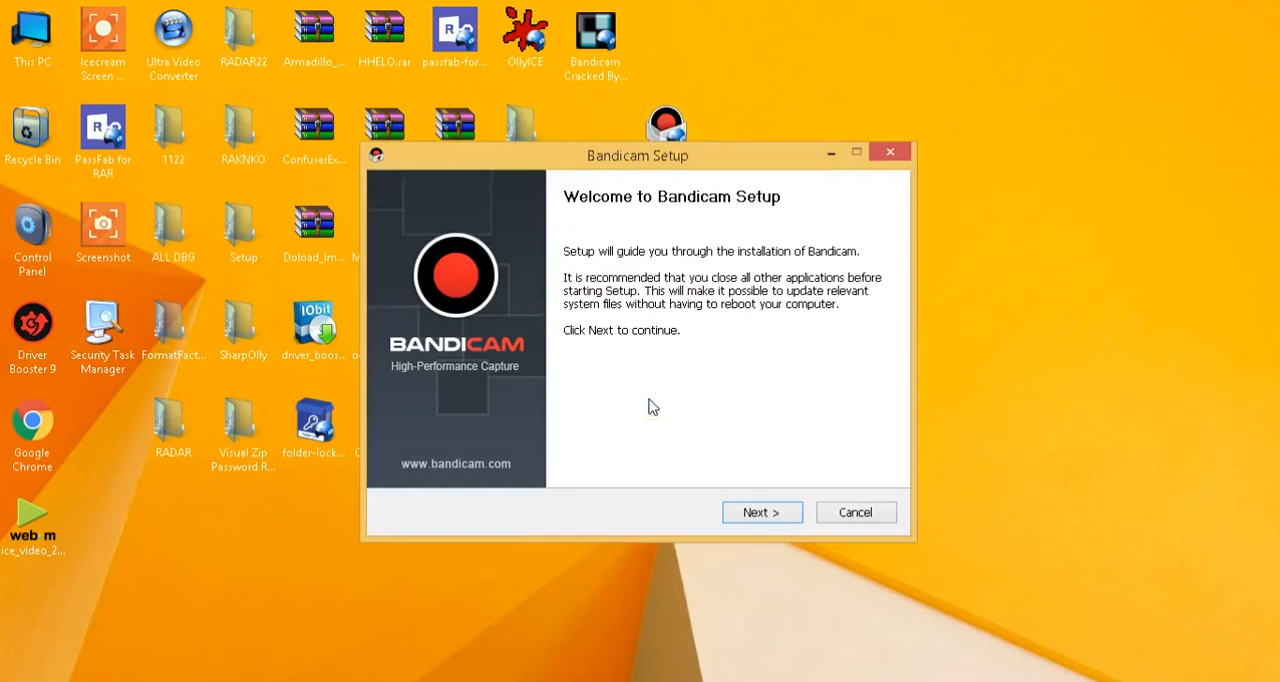 This PC
Icecream
Screen ...
Ultra Video
Converter
RADAR22
Armadillo_...
HHELO.rar
passfab-for...
OllyICE
Bandicam
Cracked By...
Recycle Bin
PassFab for
RAR
1122
RAKNKO
ConfuserEx...
Bandicam Setup
Control
Panel
Screenshot
ALL DBG
Setup
Doload_Im...
Driver
Booster 9
Security Task
Manager
FormatFact...
SharpOlly
IObit
driver_boos...
Google
Chrome
RADAR
Visual Zip
Password R...
folder-lock...
web m
ice_video_2...
BANDICAM
High-Performance Capture
www.bandicam.com
Welcome to Bandicam Setup
Setup will guide you through the installation of Bandicam.
It is recommended that you close all other applications before
starting Setup. This will make it possible to update relevant
system files without having to reboot your computer.
Click Next to continue.
Next >
Cancel